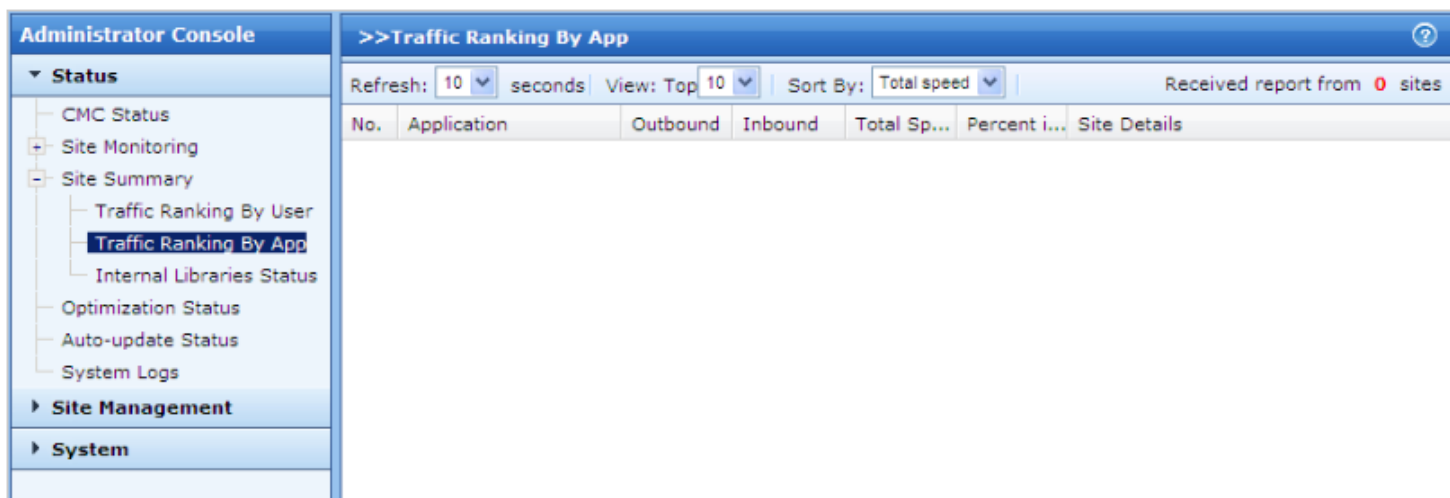 Administrator Console
Status
CMC Status
Site Monitoring
Site Summary
Traffic Ranking By User
Traffic Ranking By App
Internal Libraries Status
Optimization Status
Auto-update Status
System Logs
Site Management
System
>>Traffic Ranking By App
Refresh: 10 seconds View: Top 10 Sort By: Total speed Received report from 0 sites
No. Application Outbound Inbound Total Sp... Percent i... Site Details